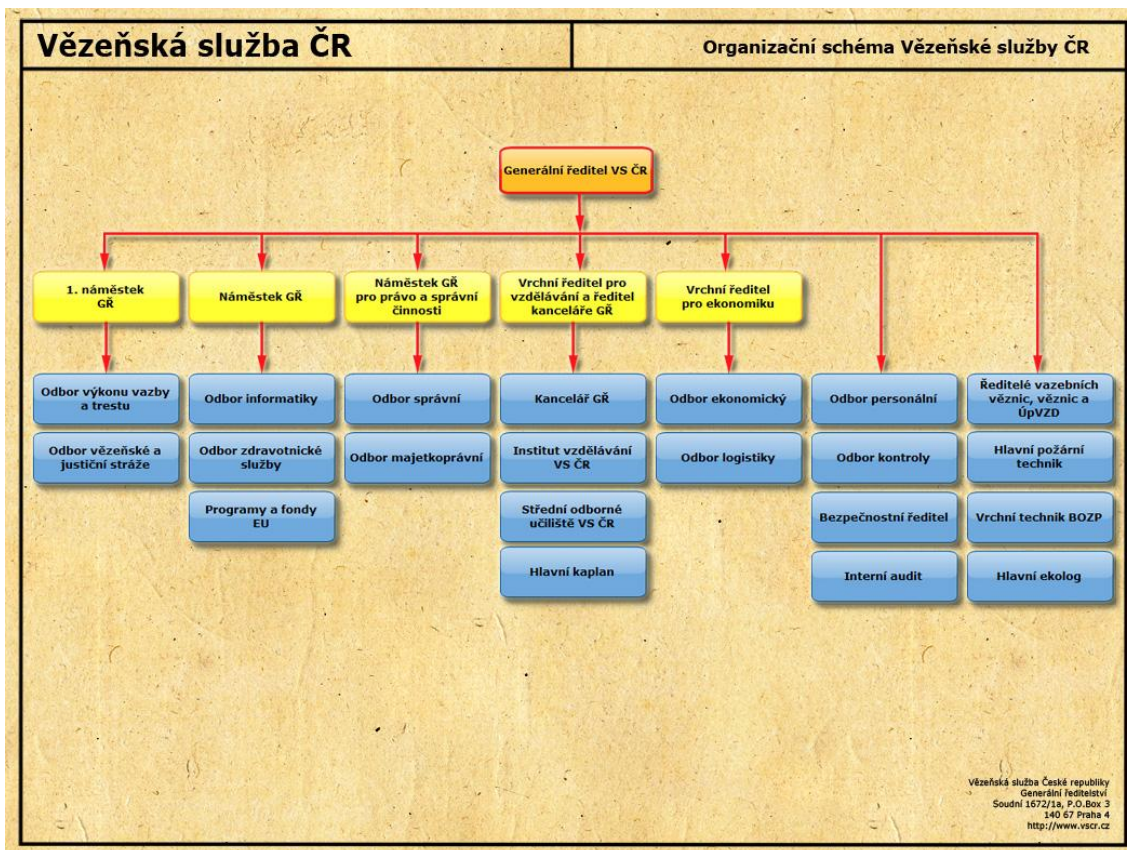 Vězeňská služba ČR
Organizační schéma Vězeňské služby ČR
Generální ředitel VS ČR
1. náměstek
GŘ
Náměstek GŘ
Náměstek GŘ
pro právo a správní
činnosti
Vrchní ředitel pro
vzdělávání a ředitel
kanceláře GŘ
Vrchní ředitel
pro ekonomiku
Odbor výkonu vazby
a trestu
Odbor informatiky
Odbor správní
Kancelář GŘ
Odbor ekonomický
Odbor personální
Ředitelé vazebních
věznic, věznic a
ÚpVZD
Odbor vězeňské a
justiční stráže
Odbor zdravotnické
služby
Odbor majetkoprávní
Institut vzdělávání
VS ČR
Odbor logistiky
Odbor kontroly
Hlavní požární
technik
Programy a fondy
EU
Střední odborné
učiliště VS ČR
Bezpečnostní ředitel
Vrchní technik BOZP
Hlavní kaplan
Interní audit
Hlavní ekolog
Vězeňská služba České republiky
Generální ředitelství
Soudní 1672/1a, P.O.Box 3
140 67 Praha 4
http://www.vscr.cz